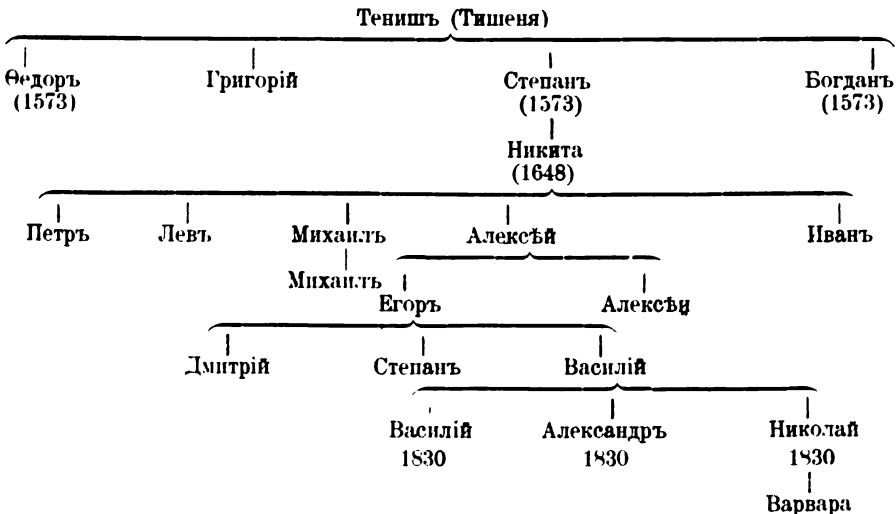 Тенишъ (Тишеня)
Ѳедоръ Григорій Степанъ Богданъ
(1573) (1573) (1573)
Никита
(1648)
Петръ Левъ Михаилъ Алексѣй Иванъ
Михаилъ
Егоръ Алексѣй
Дмитрій Степанъ Василій
Василій Александръ Николай
1830 1830 1830
Варвара